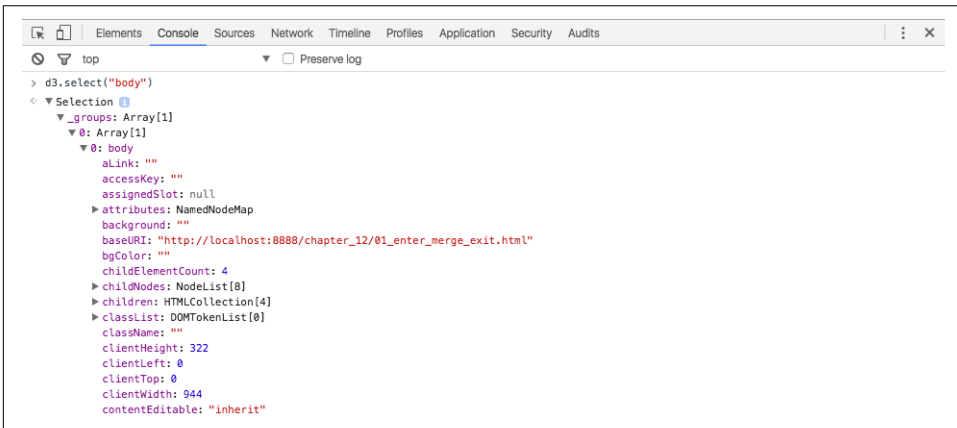 Elements Console Sources Network Timeline Profiles Application Security Audits
top Preserve log
> d3.select("body")
Selection i
_groups: Array[1]
0: Array[1]
0: body
aLink: ""
accessKey: ""
assignedSlot: null
attributes: NamedNodeMap
background: ""
baseURI: "http://localhost:8888/chapter_12/01_enter_merge_exit.html"
bgColor: ""
childElementCount: 4
childNodes: NodeList[8]
children: HTMLCollection[4]
classList: DOMTokenList[0]
className: ""
clientHeight: 322
clientLeft: 0
clientTop: 0
clientWidth: 944
contentEditable: "inherit"